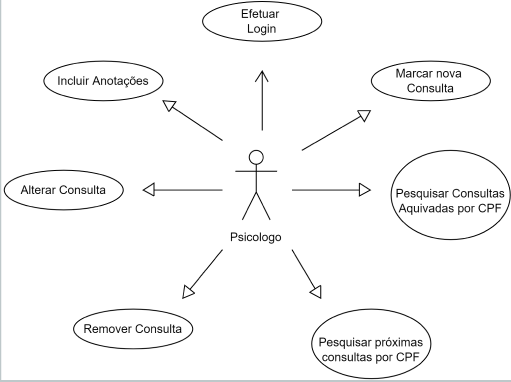 Efetuar
Login
Incluir Anotações
Marcar nova
Consulta
Alterar Consulta
Pesquisar Consultas
Aquivadas por CPF
Psicologo
Remover Consulta
Pesquisar próximas
consultas por CPF